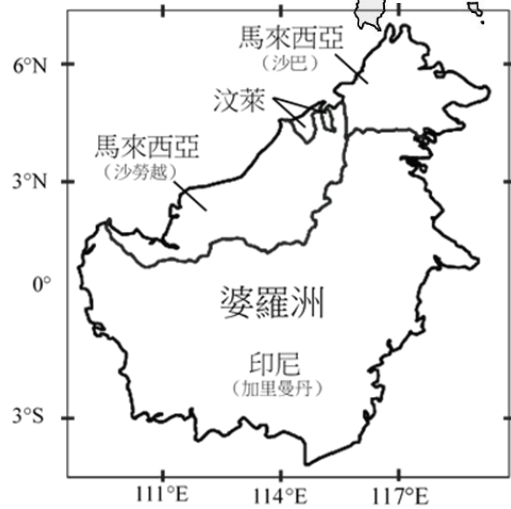 馬來西亞
（沙巴）
6°N
汶萊
馬來西亞
（沙勞越）
3°N
0°
婆羅洲
印尼
（加里曼丹）
3°S
111°E
114°E
117°E